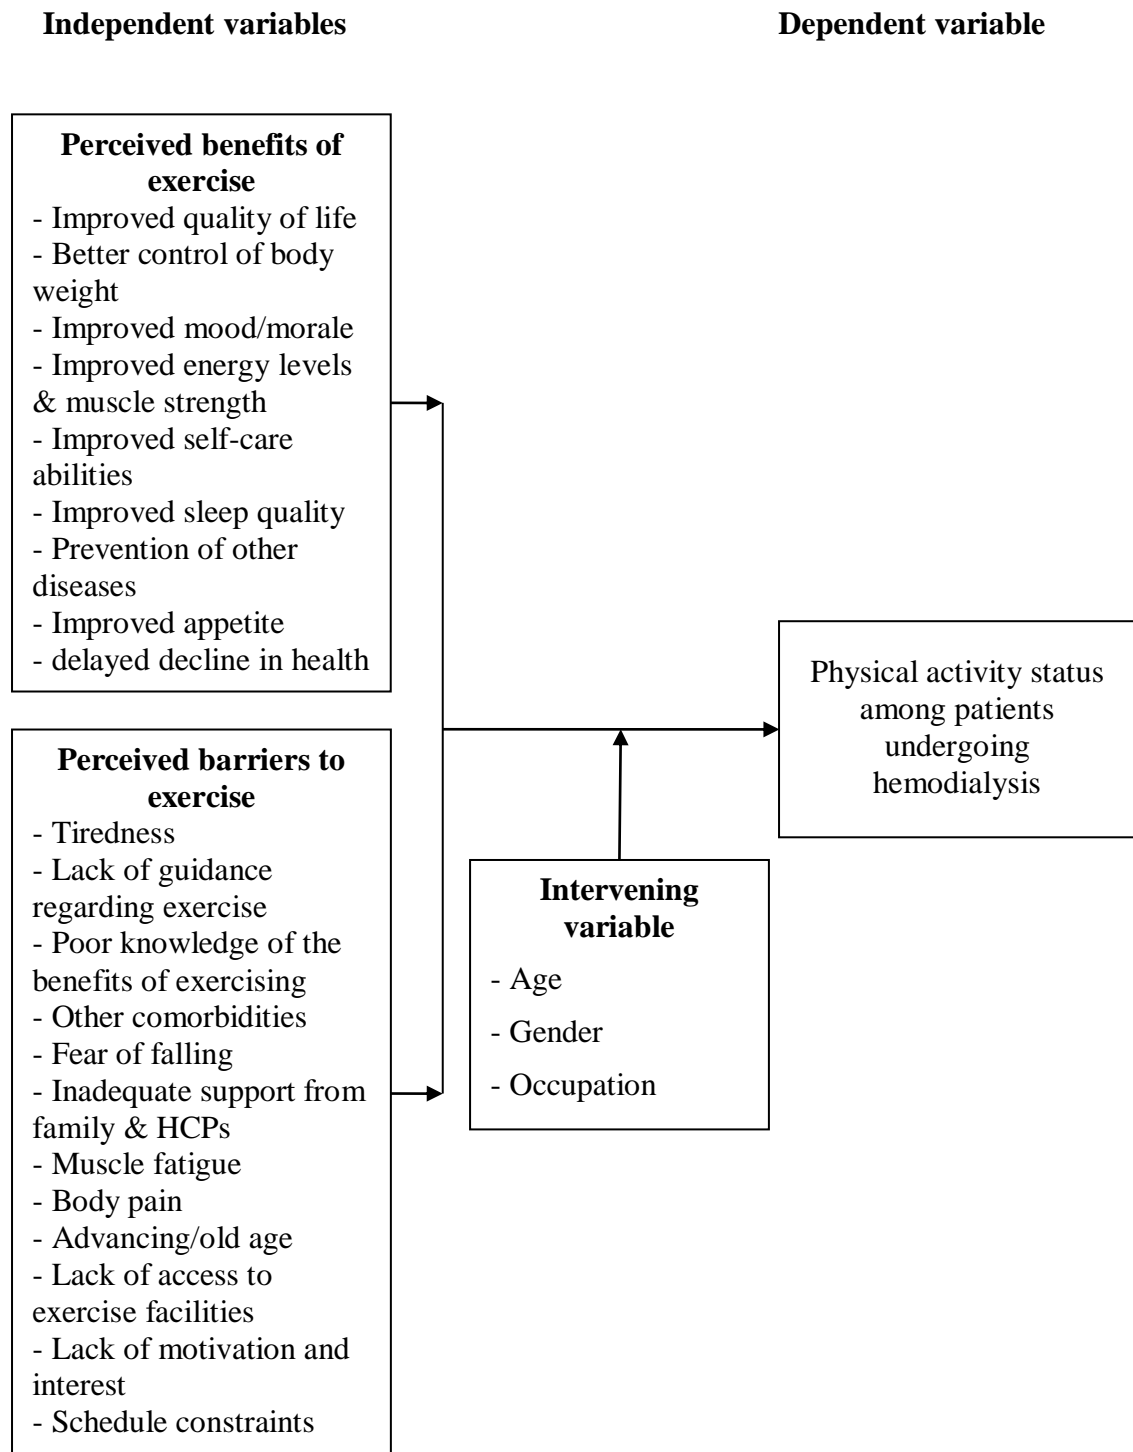 Independent variables
Dependent variable
Perceived benefits of
exercise
- Improved quality of life
- Better control of body
weight
- Improved mood/morale
- Improved energy levels
& muscle strength
- Improved self-care
abilities
- Improved sleep quality
- Prevention of other
diseases
- Improved appetite
- delayed decline in health
Perceived barriers to
exercise
- Tiredness
- Lack of guidance
regarding exercise
- Poor knowledge of the
benefits of exercising
- Other comorbidities
- Fear of falling
- Inadequate support from
family & HCPs
- Muscle fatigue
- Body pain
- Advancing/old age
- Lack of access to
exercise facilities
- Lack of motivation and
interest
- Schedule constraints
Intervening
variable
- Age
- Gender
- Occupation
Physical activity status
among patients
undergoing
hemodialysis